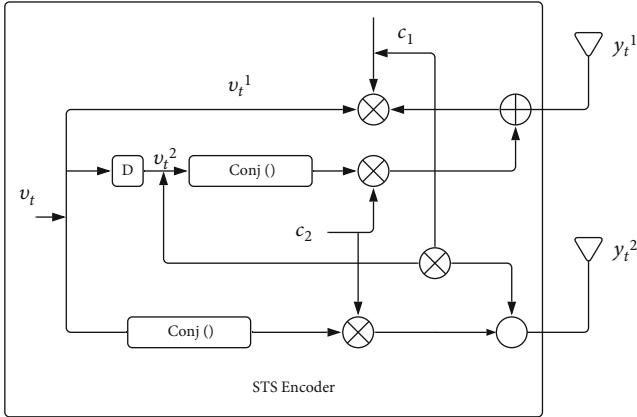 c₁
yₜ¹
vₜ¹
D
vₜ²
Conj ()
vₜ
c₂
yₜ²
Conj ()
STS Encoder